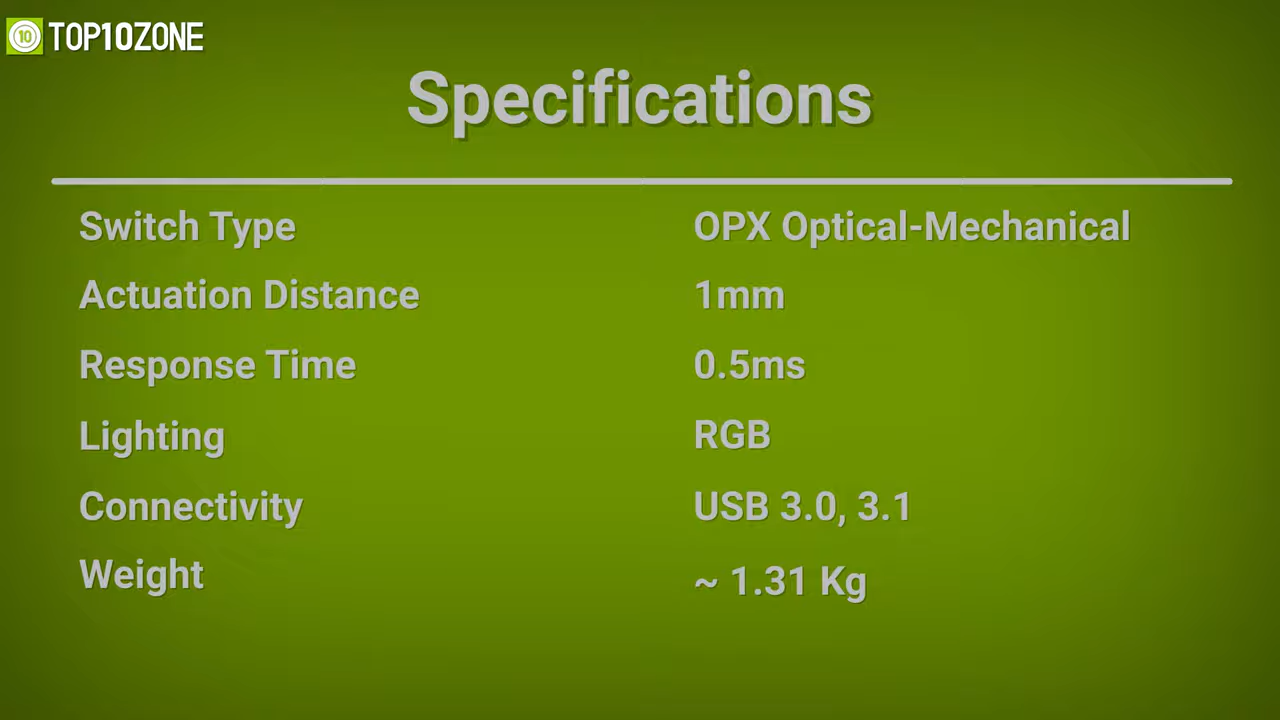 10 TOP10ZONE
Specifications
Switch Type OPX Optical-Mechanical
Actuation Distance 1mm
Response Time 0.5ms
Lighting RGB
Connectivity USB 3.0, 3.1
Weight ~ 1.31 Kg